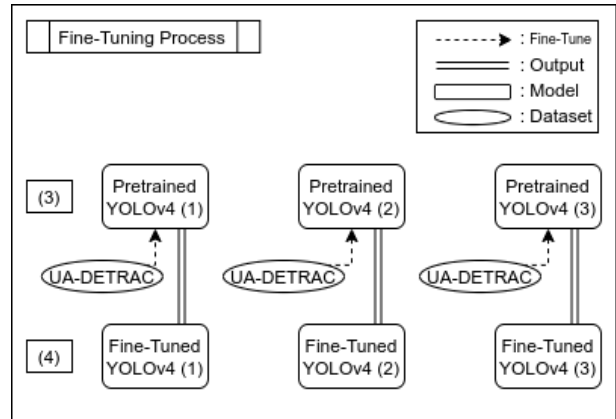 Fine-Tuning Process
: Fine-Tune
: Output
: Model
: Dataset
(3)
Pretrained
YOLOv4 (1)
Pretrained
YOLOv4 (2)
Pretrained
YOLOv4 (3)
UA-DETRAC
UA-DETRAC
UA-DETRAC
(4)
Fine-Tuned
YOLOv4 (1)
Fine-Tuned
YOLOv4 (2)
Fine-Tuned
YOLOv4 (3)